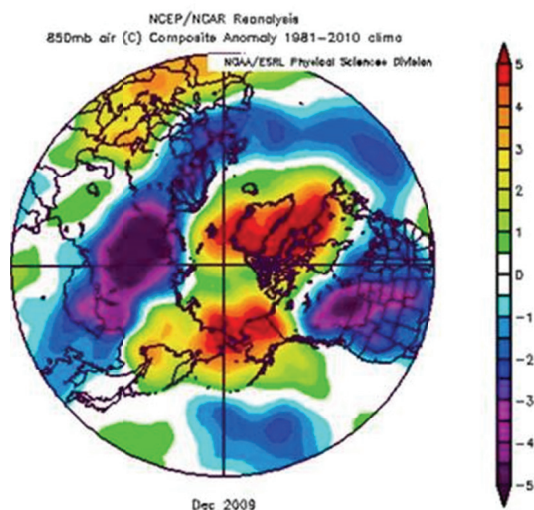 NCEP/NCAR Reanalysis
850mb air (C) Composite Anomaly 1981-2010 clima
NOAA/ESRL Physical Sciences Division
5
4
3
2
1
0
-1
-2
-3
-4
-5
Dec 2009